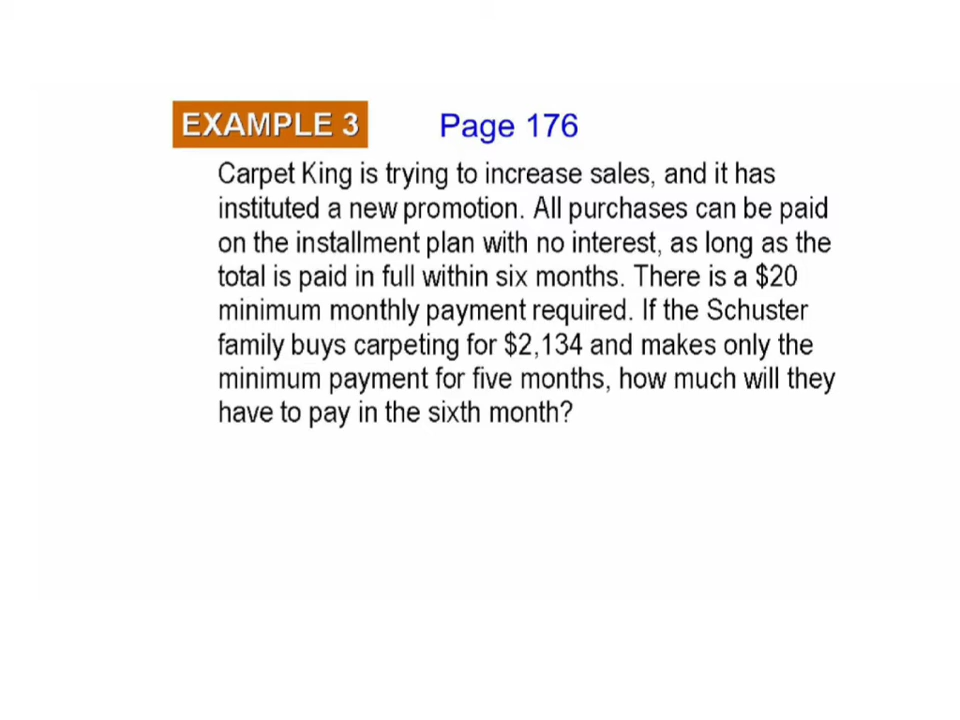 EXAMPLE 3
Page 176
Carpet King is trying to increase sales, and it has
instituted a new promotion. All purchases can be paid
on the installment plan with no interest, as long as the
total is paid in full within six months. There is a $20
minimum monthly payment required. If the Schuster
family buys carpeting for $2,134 and makes only the
minimum payment for five months, how much will they
have to pay in the sixth month?